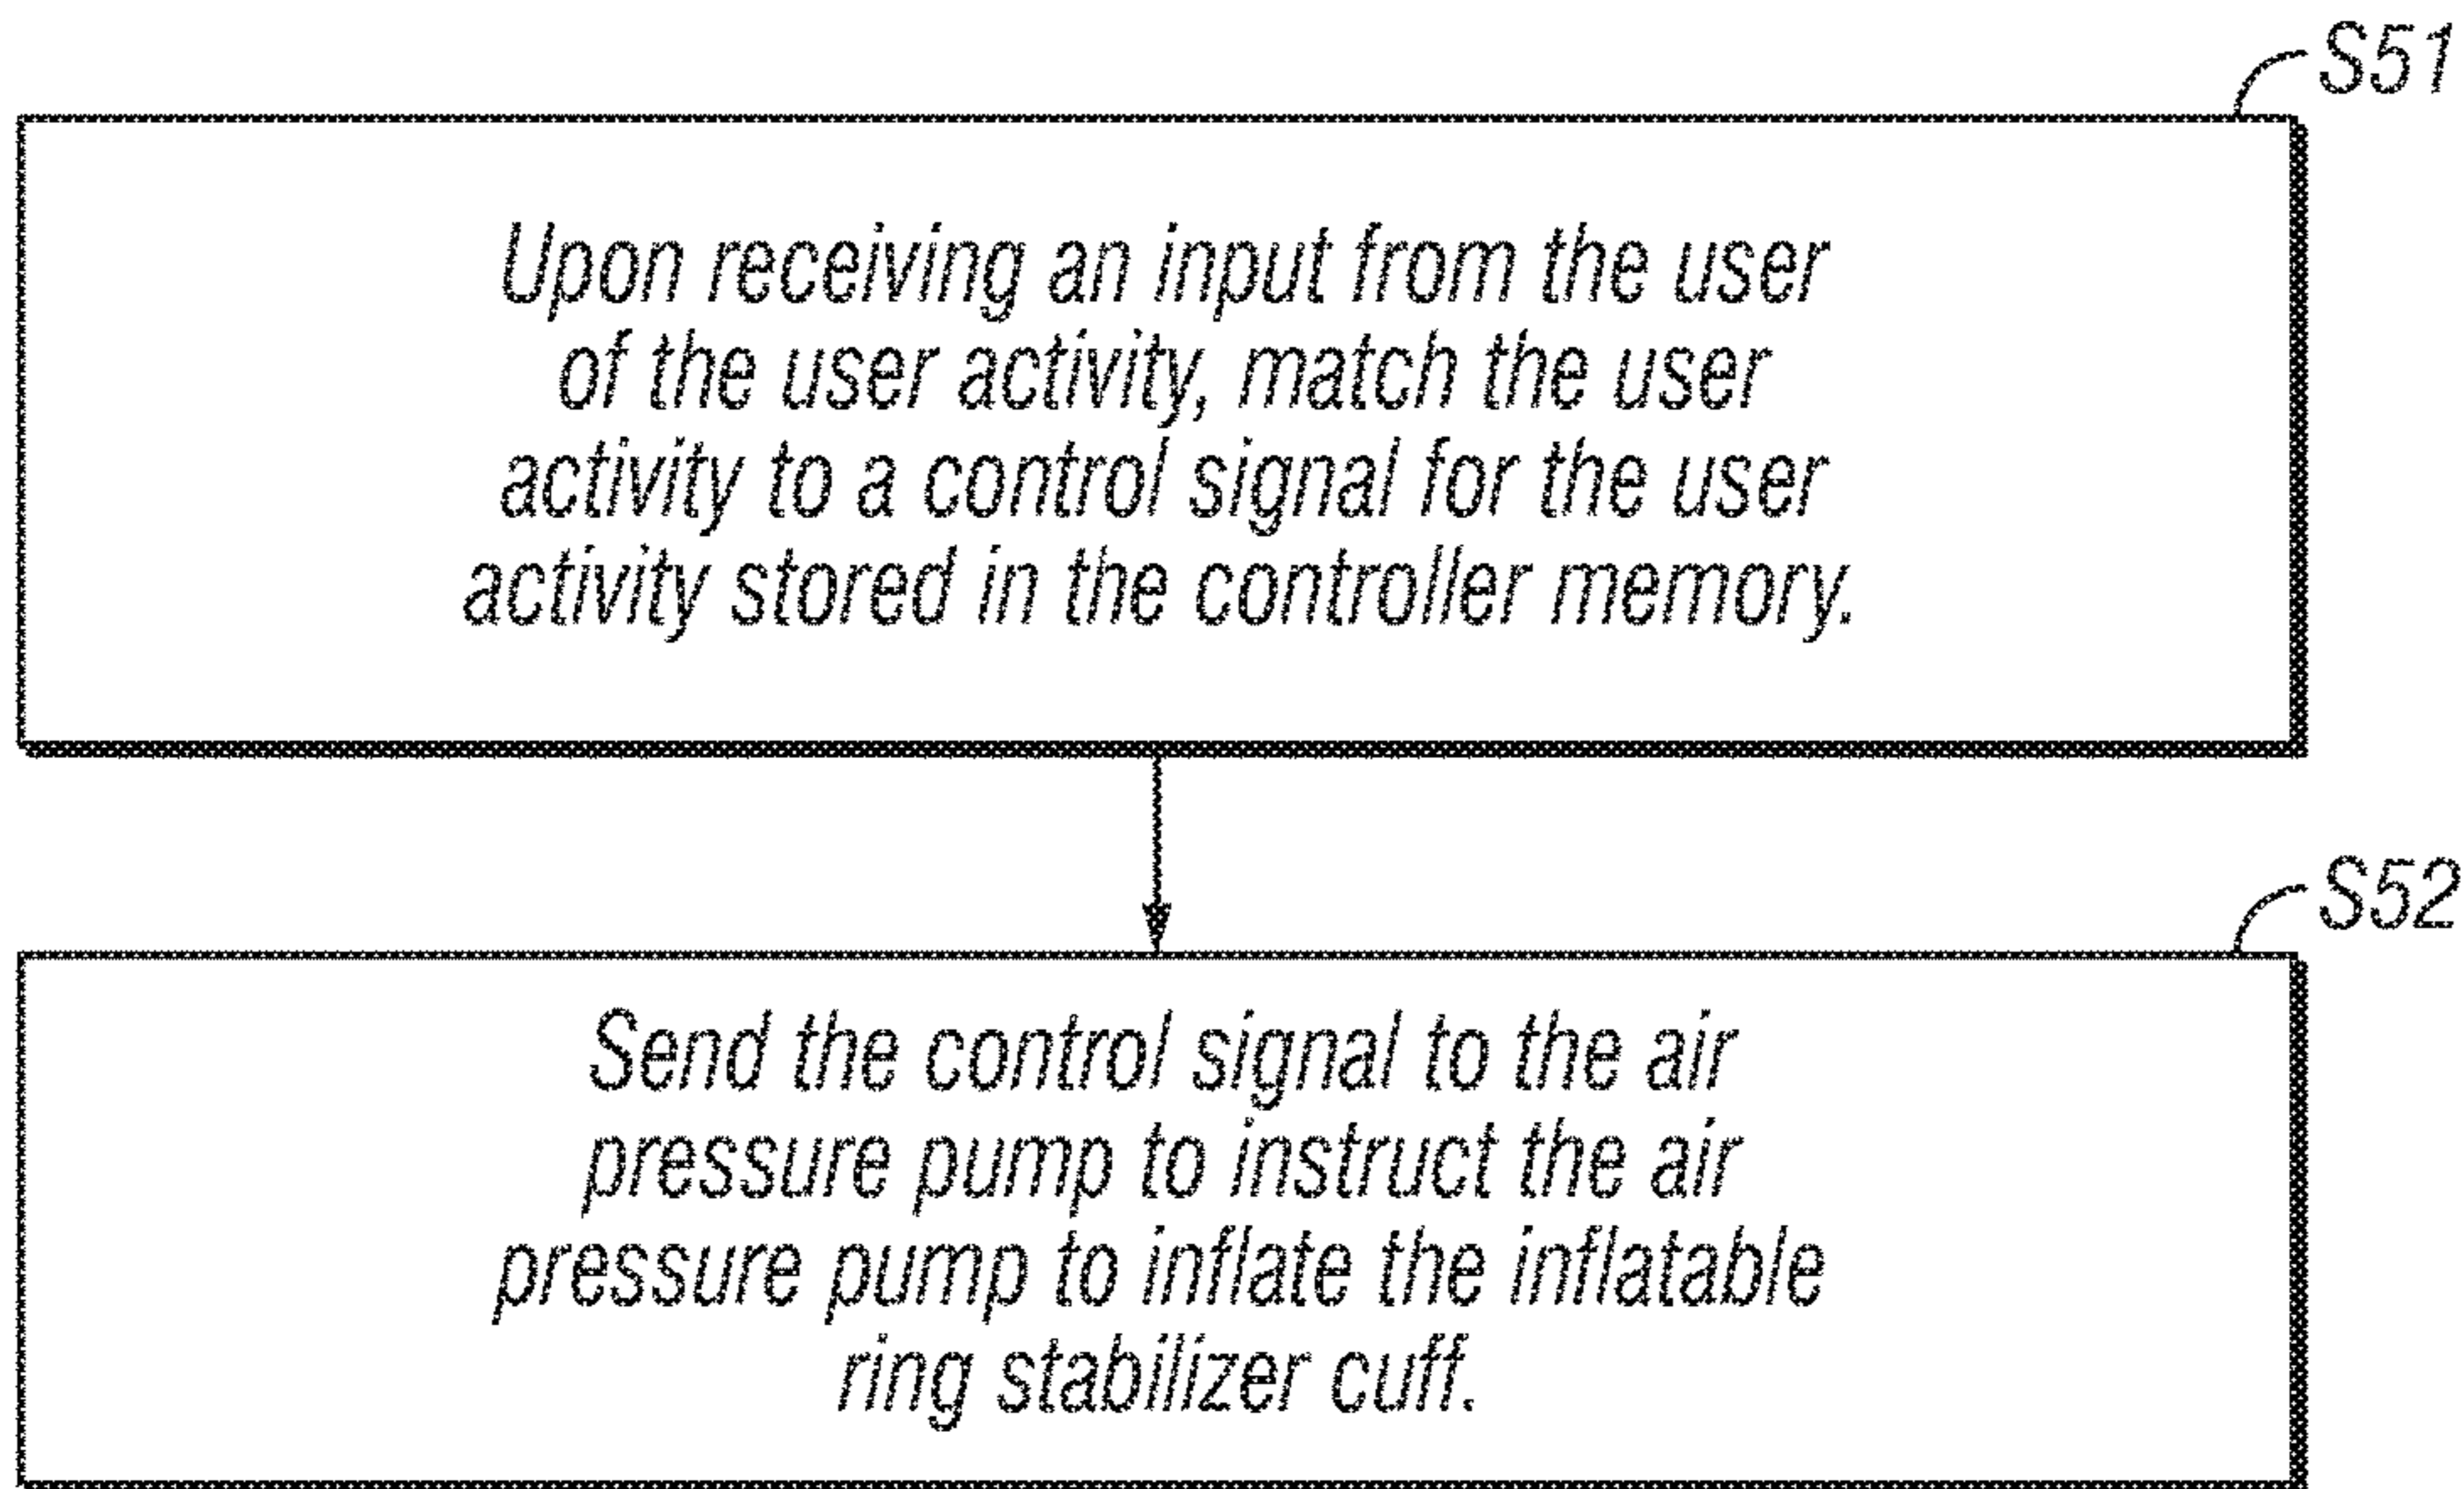 S51
Upon receiving an input from the user
of the user activity, match the user
activity to a control signal for the user
activity stored in the controller memory.
S52
Send the control signal to the air
pressure pump to instruct the air
pressure pump to inflate the inflatable
ring stabilizer cuff.